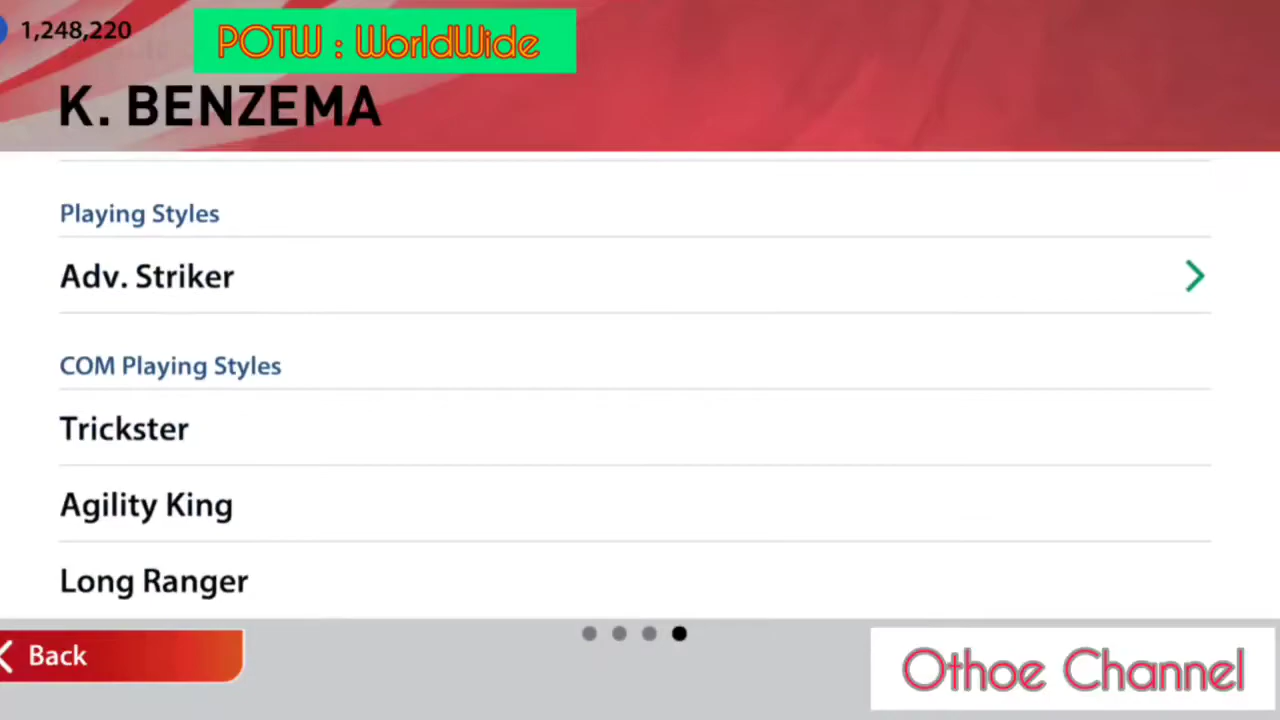 1,248,220
POTW : WorldWide
K. BENZEMA
Playing Styles
Adv. Striker
COM Playing Styles
Trickster
Agility King
Long Ranger
Back
Othoe Channel